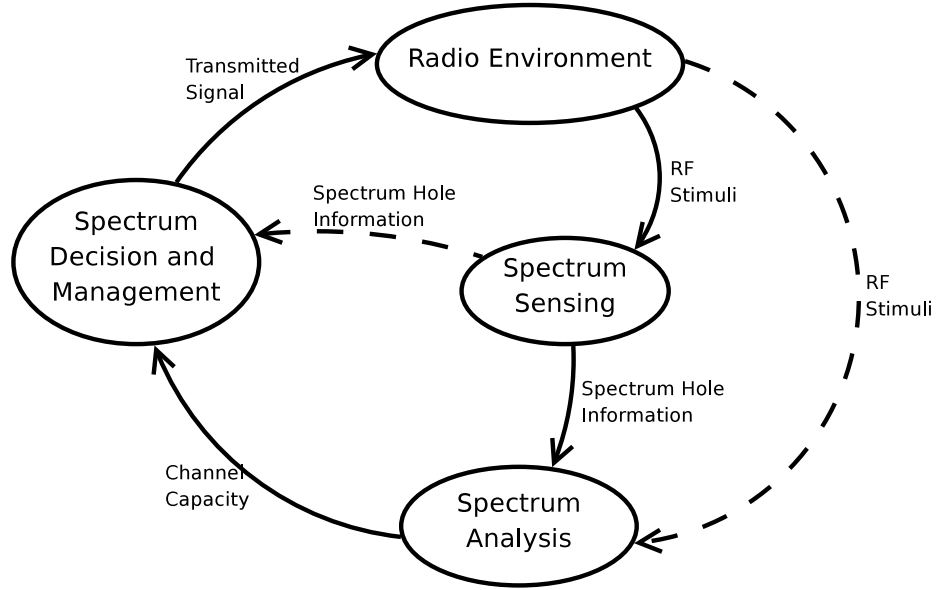 Radio Environment
Transmitted
Signal
RF
Stimuli
Spectrum Hole
Information
Spectrum
Decision and
Management
Spectrum
Sensing
RF
Stimuli
Spectrum Hole
Information
Channel
Capacity
Spectrum
Analysis